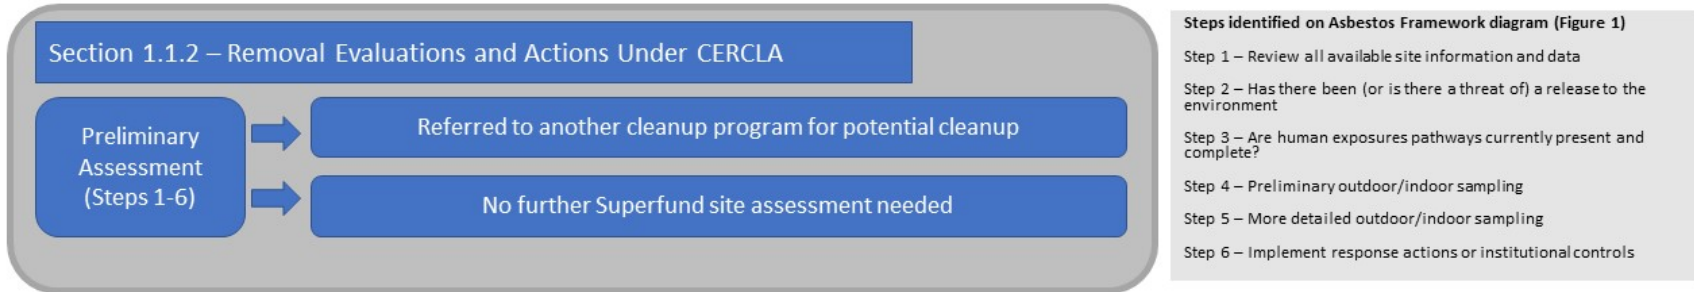 Section 1.1.2 – Removal Evaluations and Actions Under CERCLA
Preliminary
Assessment
(Steps 1-6)
Referred to another cleanup program for potential cleanup
No further Superfund site assessment needed
Steps identified on Asbestos Framework diagram (Figure 1)
Step 1 – Review all available site information and data
Step 2 – Has there been (or is there a threat of) a release to the
environment
Step 3 – Are human exposures pathways currently present and
complete?
Step 4 – Preliminary outdoor/indoor sampling
Step 5 – More detailed outdoor/indoor sampling
Step 6 – Implement response actions or institutional controls